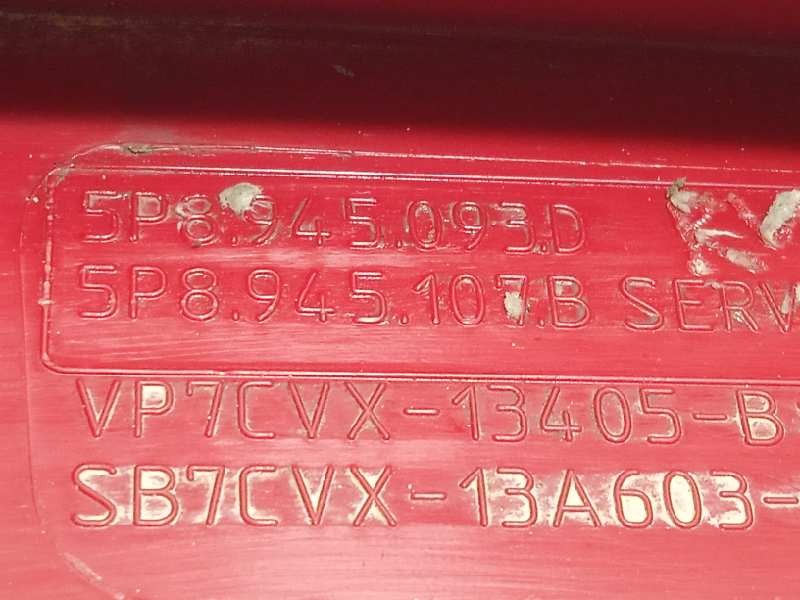 5P8.945.093.D
5P8.945.107.B SERV
VP7CVX-13405-B
SB7CVX-13A603-